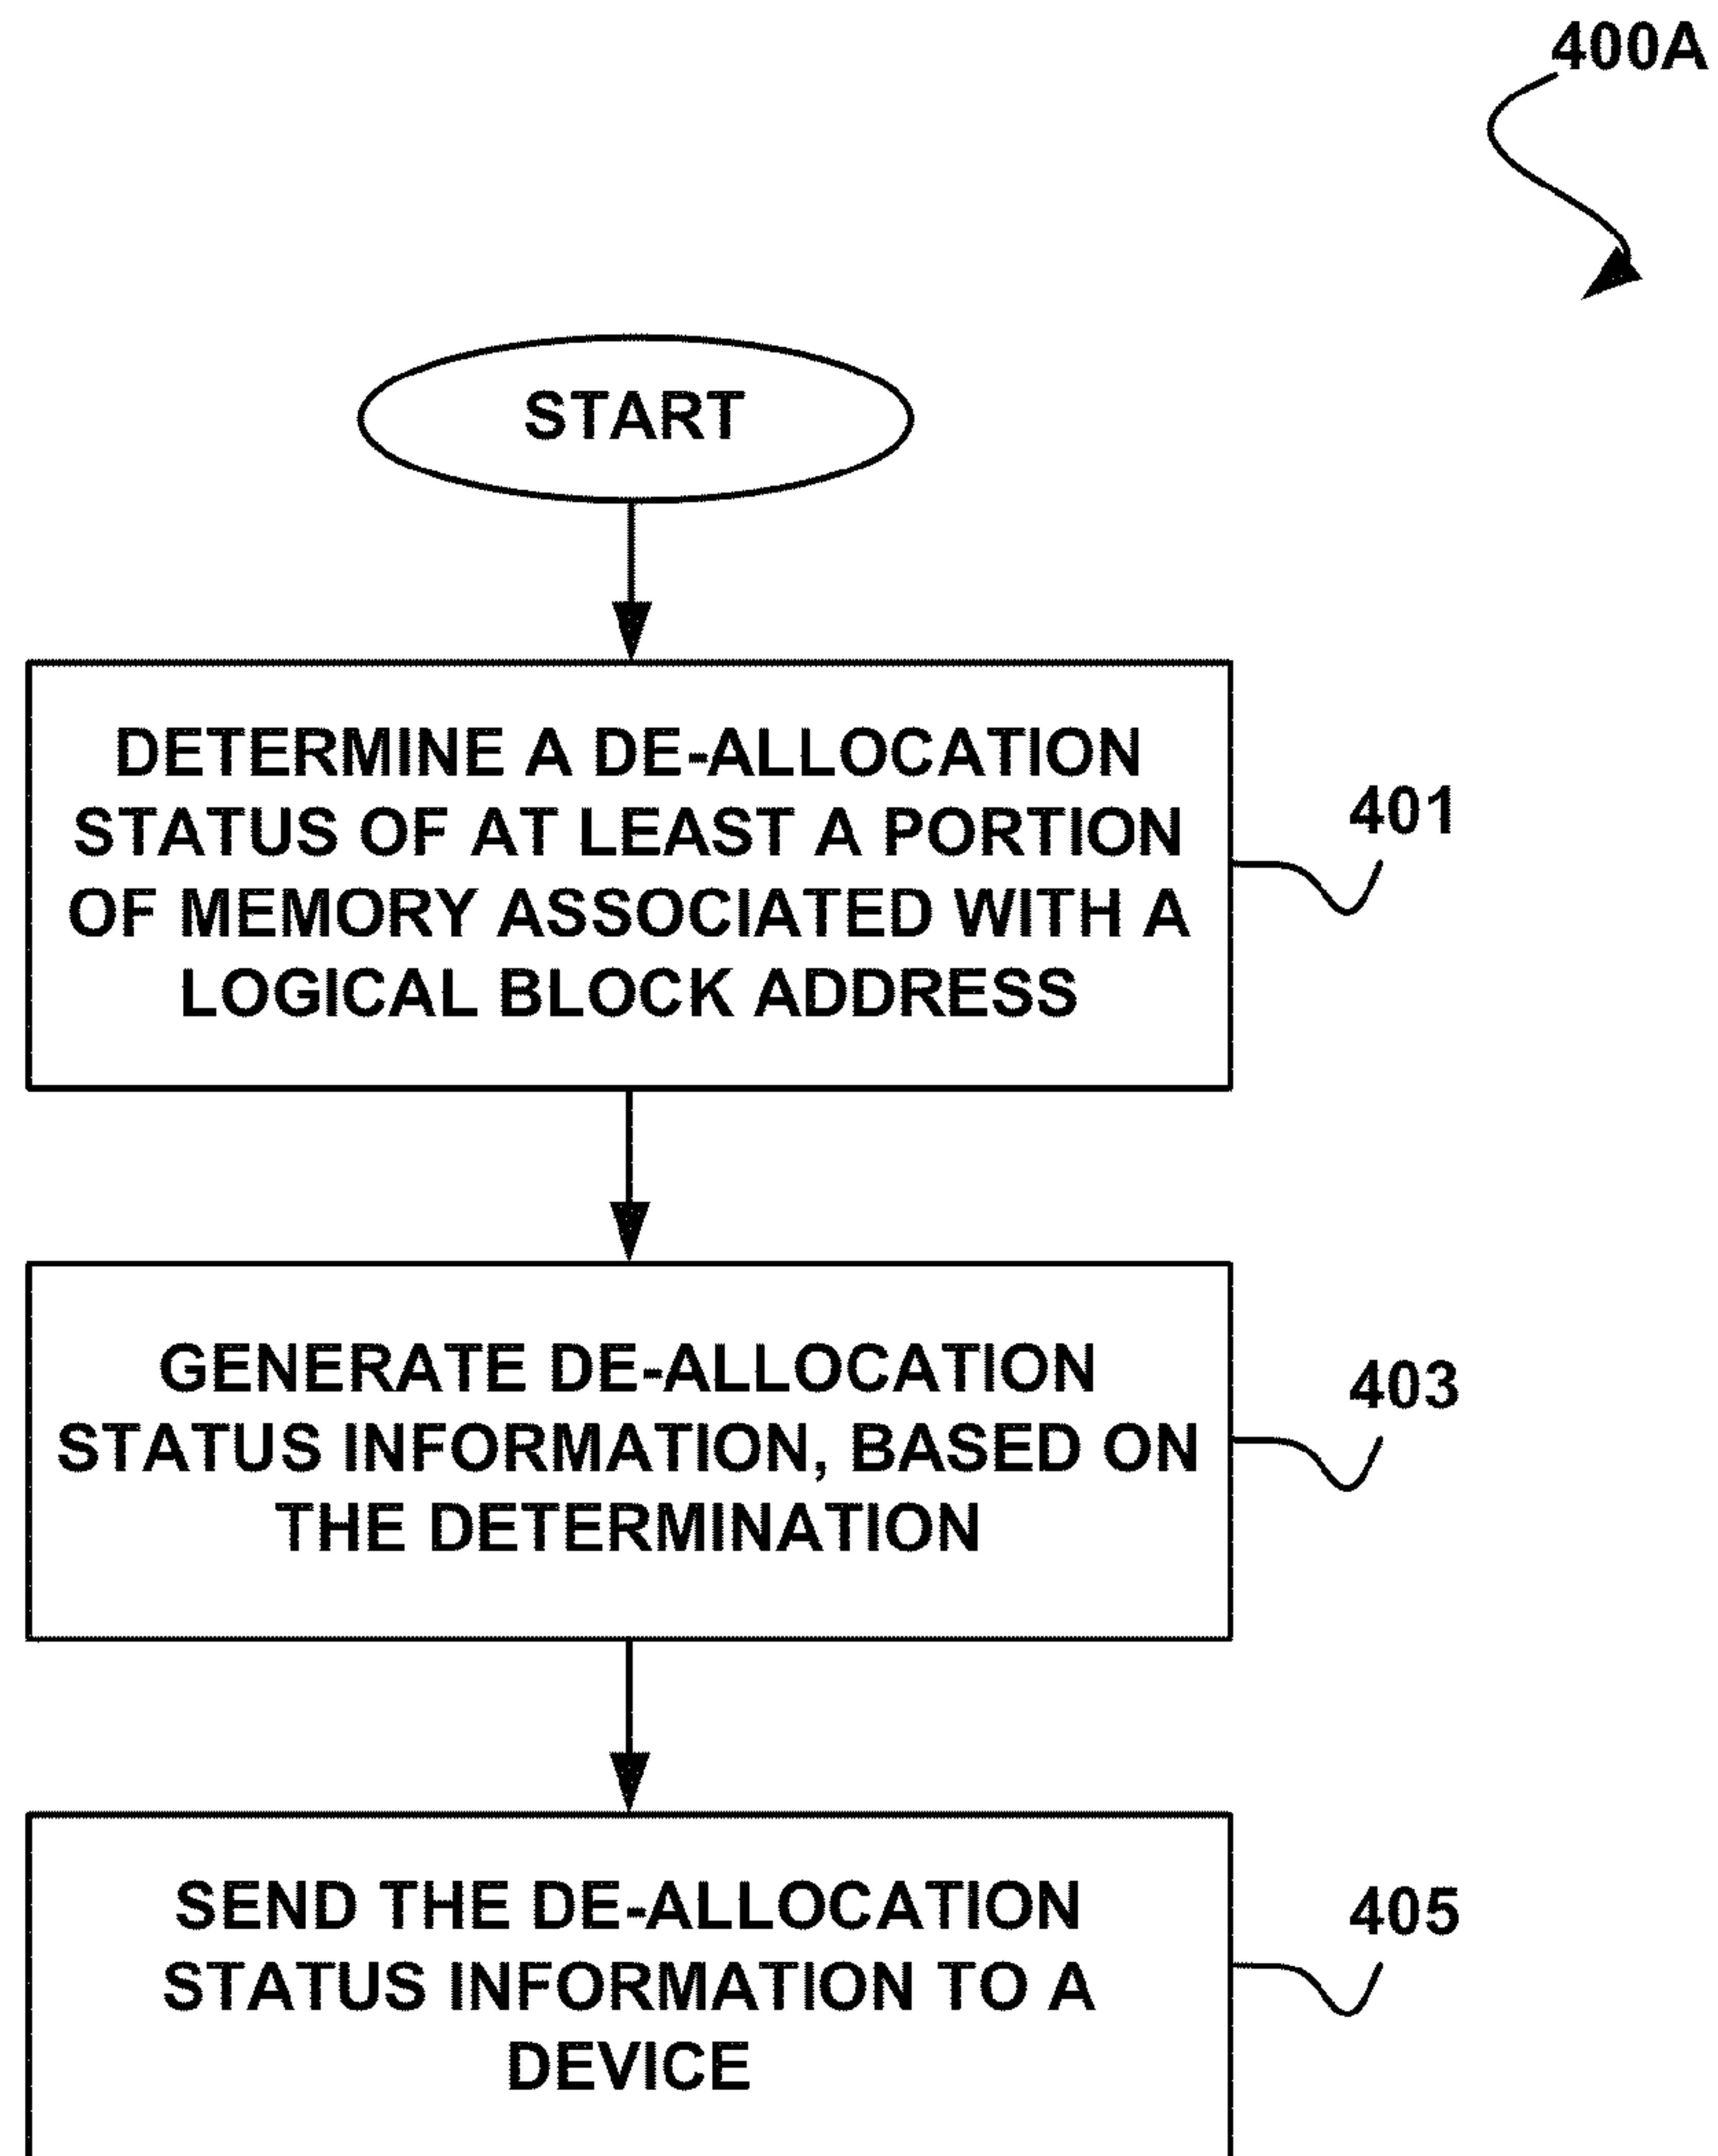 400A
START
DETERMINE A DE-ALLOCATION
STATUS OF AT LEAST A PORTION
OF MEMORY ASSOCIATED WITH A
LOGICAL BLOCK ADDRESS
401
GENERATE DE-ALLOCATION
STATUS INFORMATION, BASED ON
THE DETERMINATION
403
SEND THE DE-ALLOCATION
STATUS INFORMATION TO A
DEVICE
405